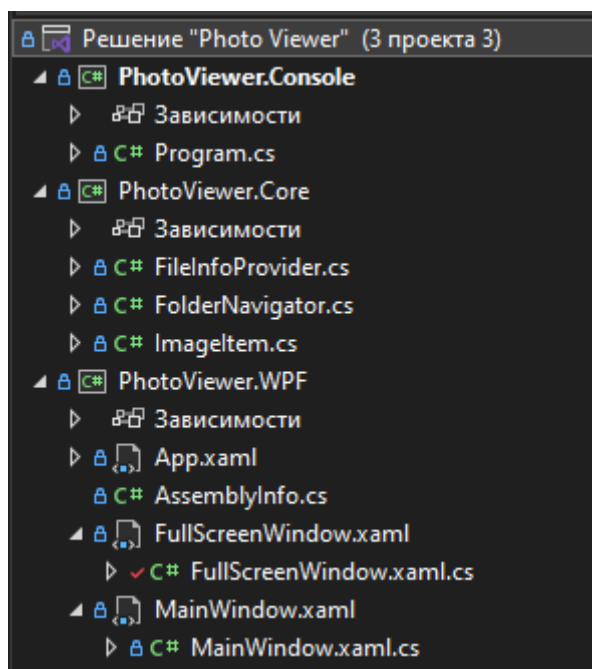 Решение "Photo Viewer" (3 проекта 3)
C# PhotoViewer.Console
Зависимости
C# Program.cs
C# PhotoViewer.Core
Зависимости
C# FileInfoProvider.cs
C# FolderNavigator.cs
C# ImageItem.cs
C# PhotoViewer.WPF
Зависимости
App.xaml
C# AssemblyInfo.cs
FullScreenWindow.xaml
C# FullScreenWindow.xaml.cs
MainWindow.xaml
C# MainWindow.xaml.cs